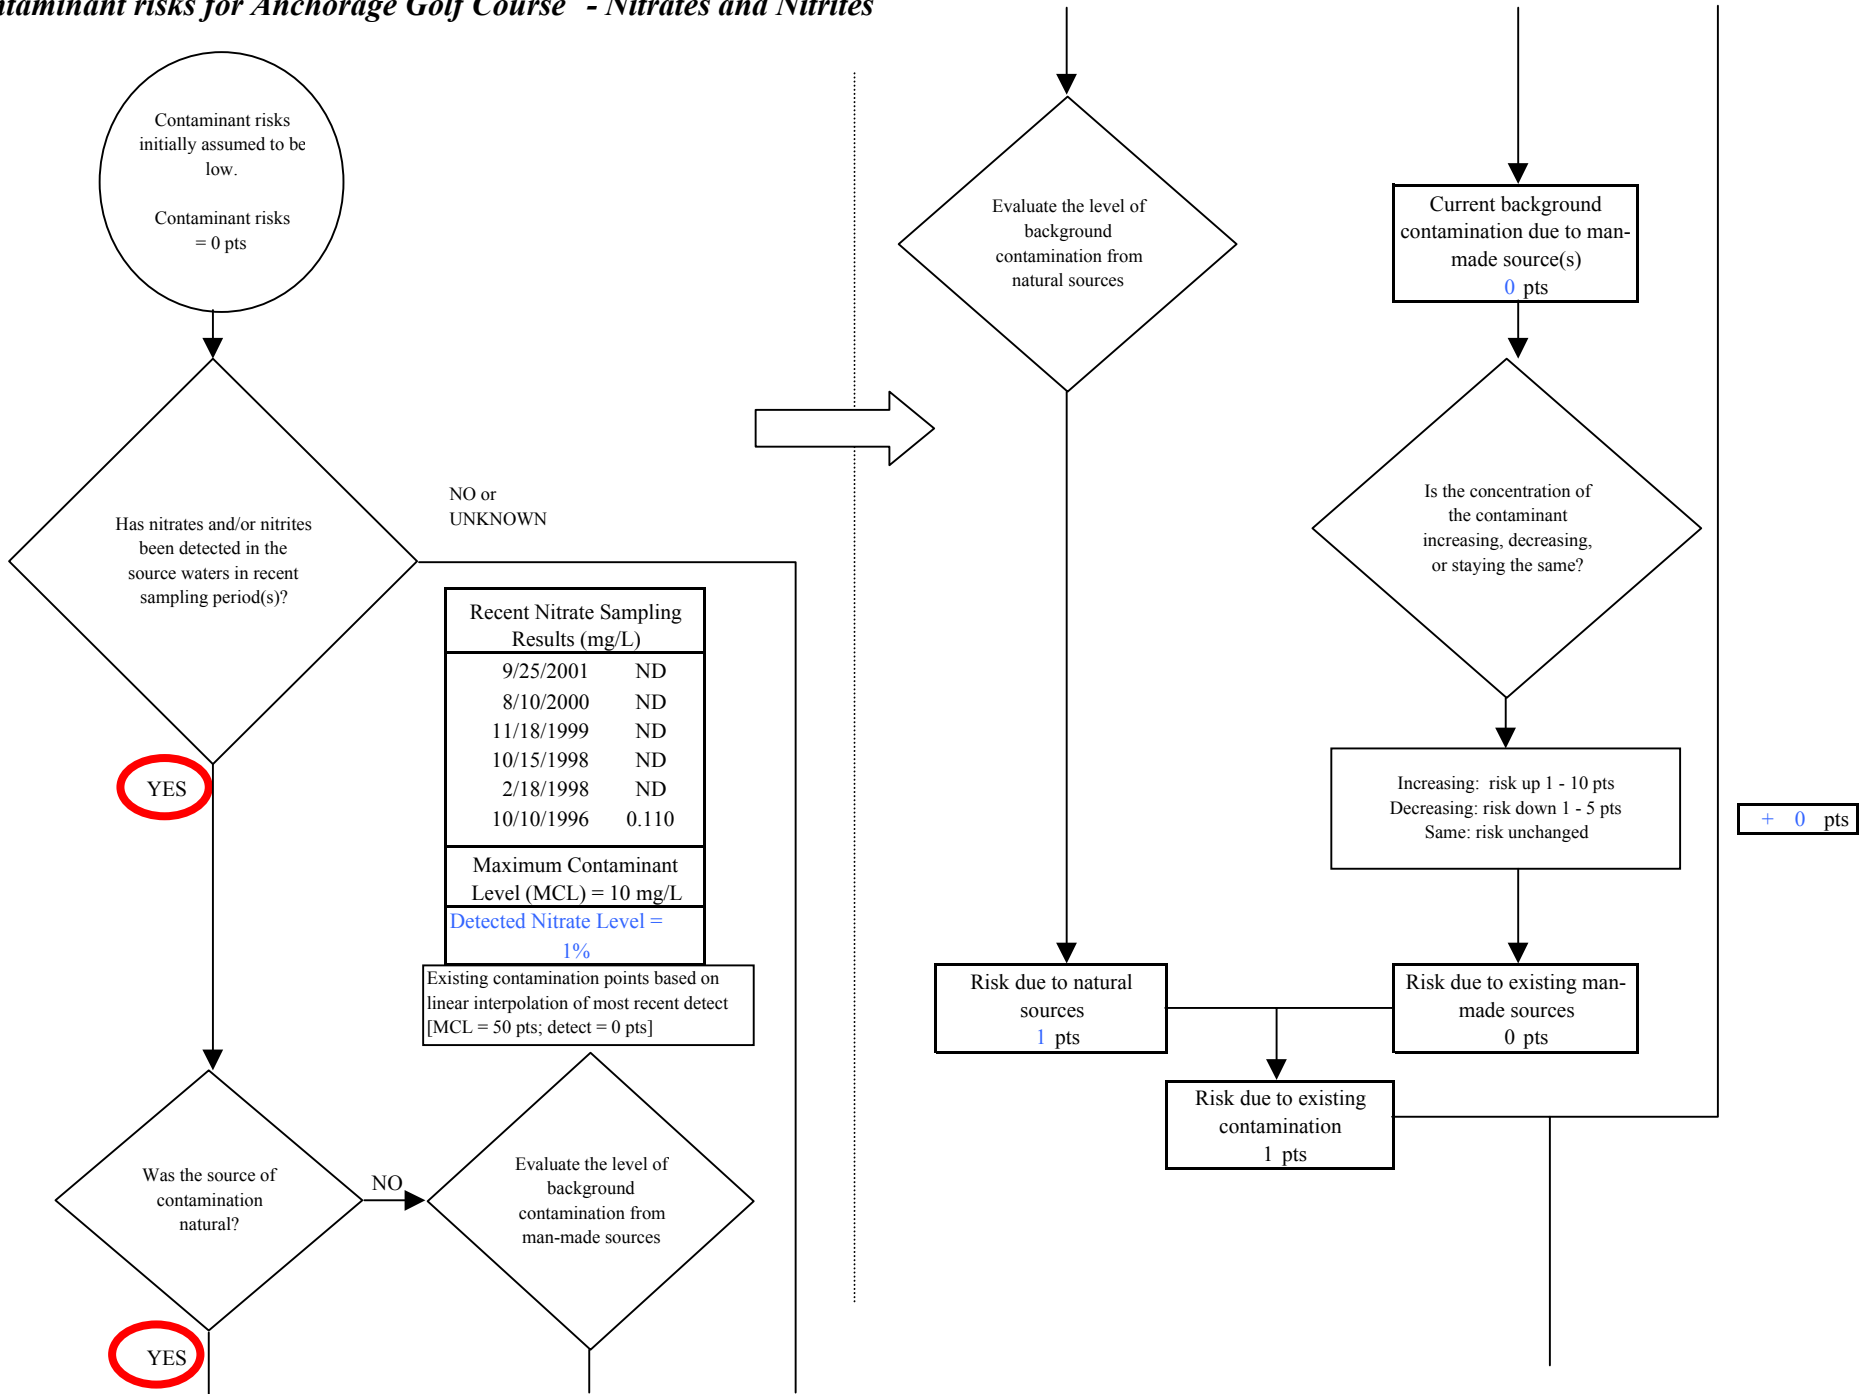 ntaminant risks for Anchorage Golf Course - Nitrates and Nitrites
Contaminant risks
initially assumed to be
low.
Contaminant risks
= 0 pts
Has nitrates and/or nitrites
been detected in the
source waters in recent
sampling period(s)?
NO or
UNKNOWN
YES
Recent Nitrate Sampling
Results (mg/L)
9/25/2001 ND
8/10/2000 ND
11/18/1999 ND
10/15/1998 ND
2/18/1998 ND
10/10/1996 0.110
Maximum Contaminant
Level (MCL) = 10 mg/L
Detected Nitrate Level =
1%
Existing contamination points based on
linear interpolation of most recent detect
[MCL = 50 pts; detect = 0 pts]
Was the source of
contamination
natural?
NO
YES
Evaluate the level of
background
contamination from
man-made sources
Evaluate the level of
background
contamination from
natural sources
Current background
contamination due to man-
made source(s)
0 pts
Is the concentration of
the contaminant
increasing, decreasing,
or staying the same?
Increasing: risk up 1 - 10 pts
Decreasing: risk down 1 - 5 pts
Same: risk unchanged
+ 0 pts
Risk due to natural
sources
1 pts
Risk due to existing man-
made sources
0 pts
Risk due to existing
contamination
1 pts